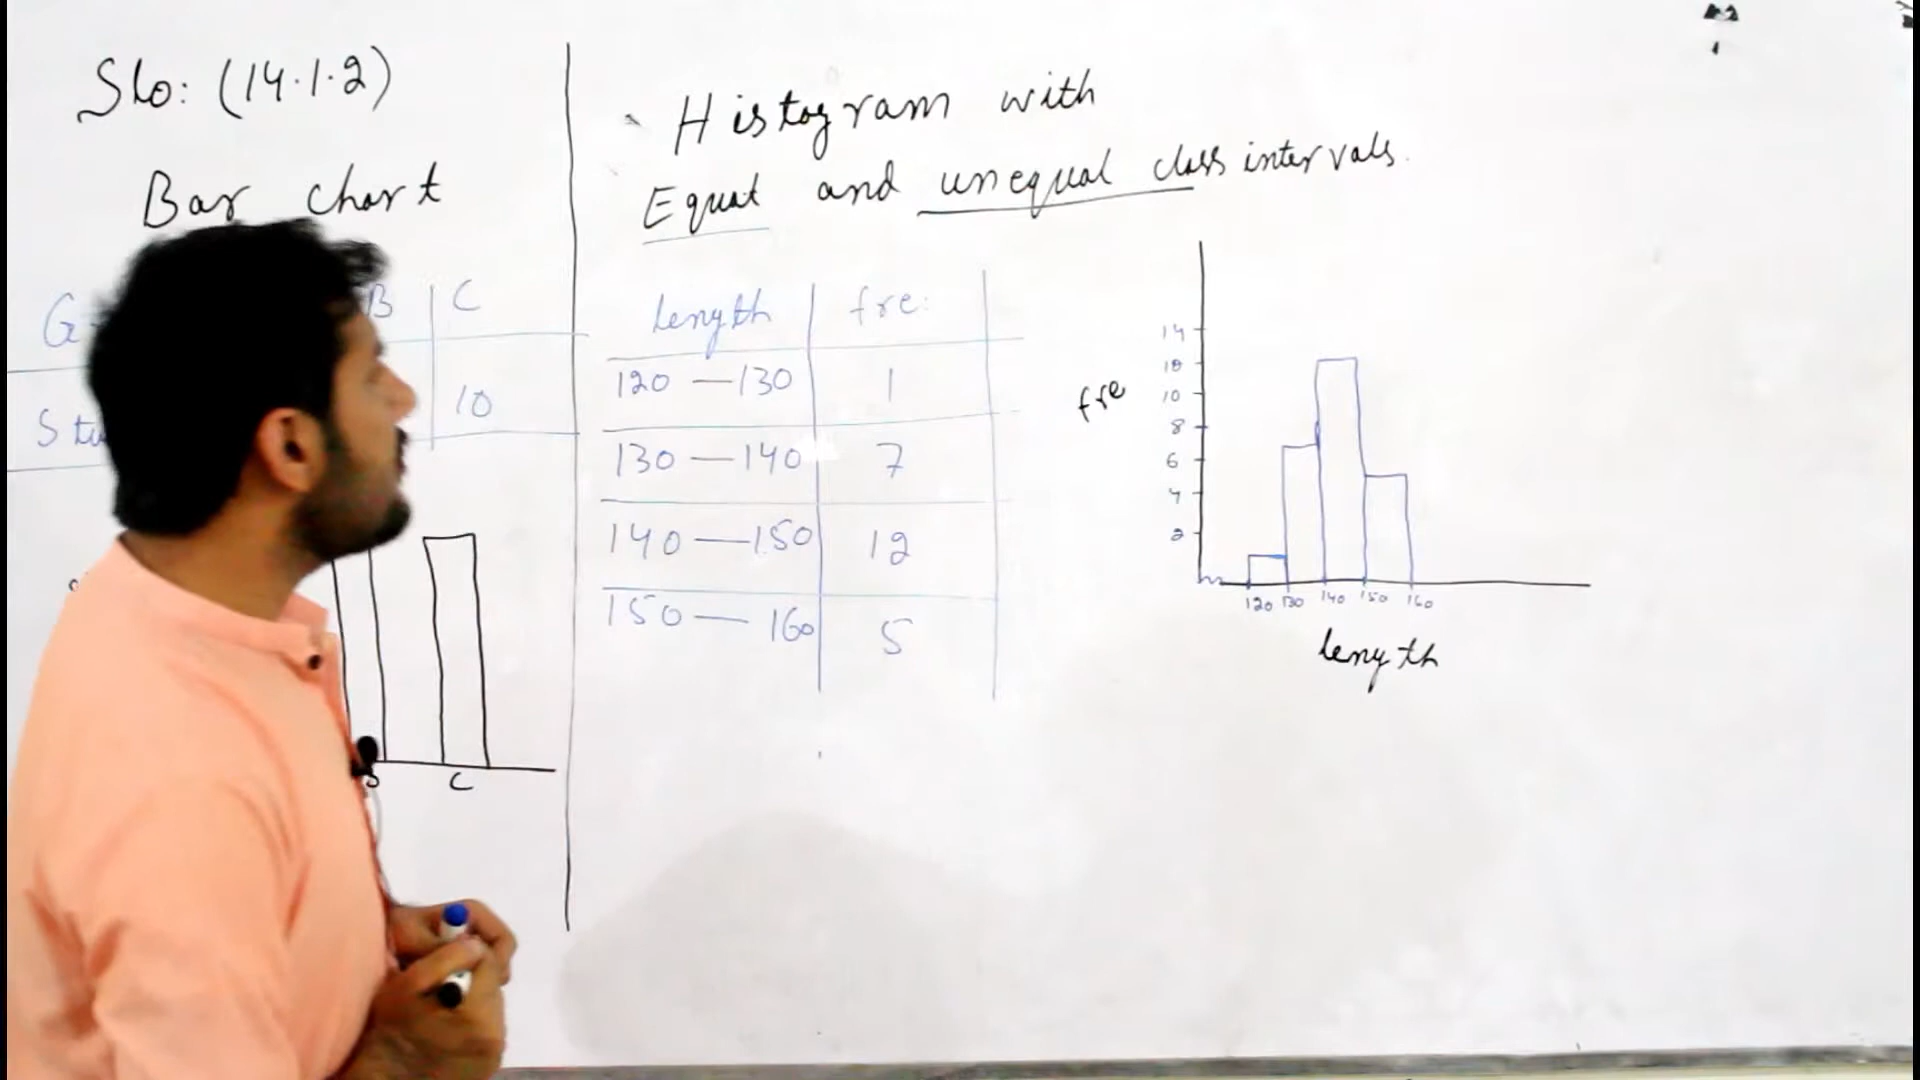 Slo: (14.1.2)
Bar chart
B C
10
C
Histogram with
Equal and unequal class intervals.
length fre:
120 — 130 1
130 — 140 7
140 — 150 12
150 — 160 5
fre
14
10
8
6
4
2
120 130 140 150 160
length